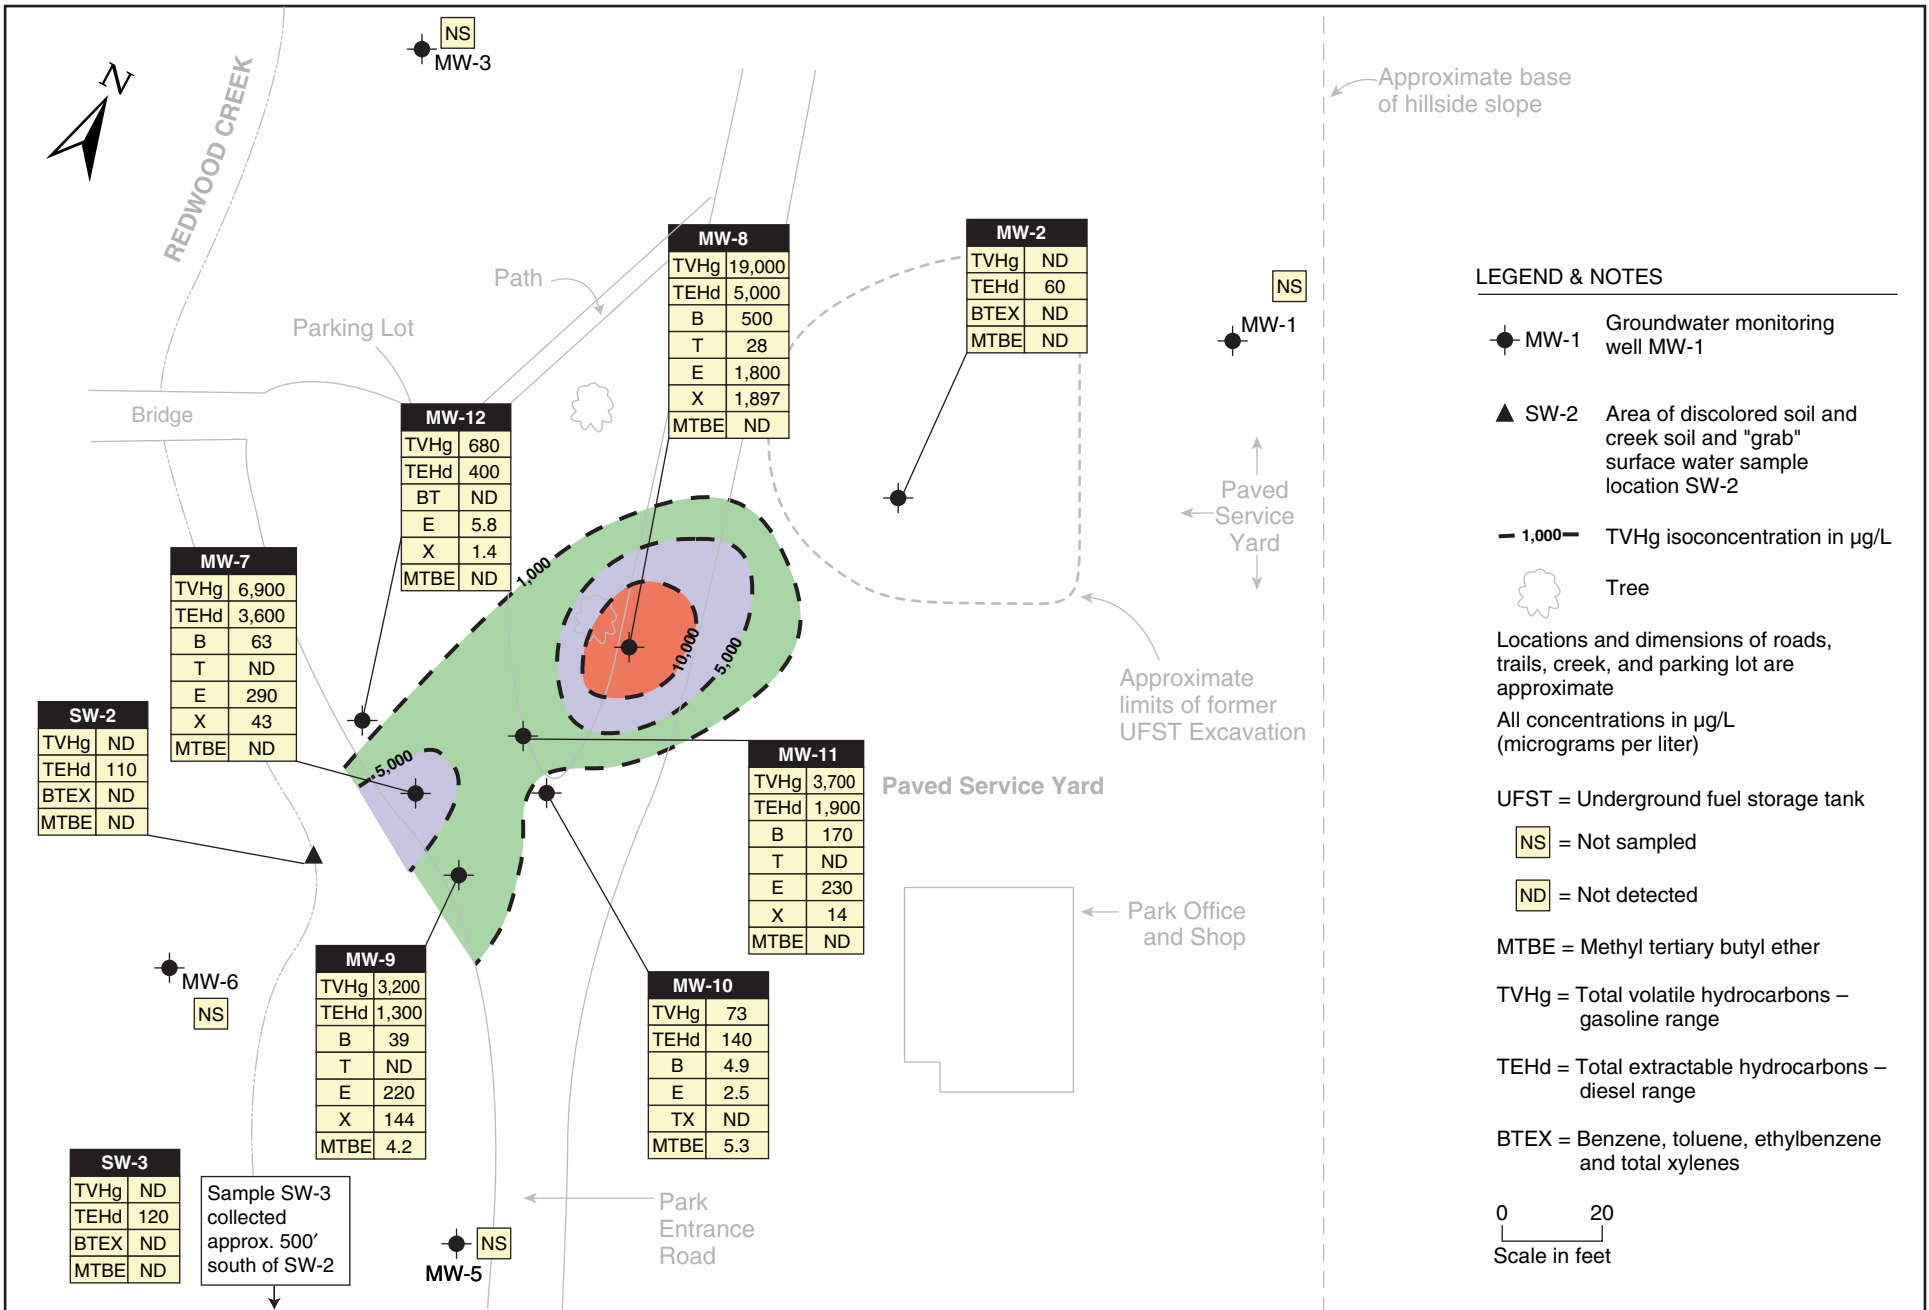 NS
MW-3
N
REDWOOD CREEK
Approximate base
of hillside slope
Path
Parking Lot
Bridge
MW-8
TVHg 19,000
TEHd 5,000
B 500
T 28
E 1,800
X 1,897
MTBE ND
MW-2
TVHg ND
TEHd 60
BTEX ND
MTBE ND
NS
MW-1
MW-12
TVHg 680
TEHd 400
BT ND
E 5.8
X 1.4
MTBE ND
Paved
Service
Yard
MW-7
TVHg 6,900
TEHd 3,600
B 63
T ND
E 290
X 43
MTBE ND
1,000
10,000
5,000
5,000
SW-2
TVHg ND
TEHd 110
BTEX ND
MTBE ND
Approximate
limits of former
UFST Excavation
MW-11
TVHg 3,700
TEHd 1,900
B 170
T ND
E 230
X 14
MTBE ND
Paved Service Yard
Park Office
and Shop
MW-6
NS
MW-9
TVHg 3,200
TEHd 1,300
B 39
T ND
E 220
X 144
MTBE 4.2
MW-10
TVHg 73
TEHd 140
B 4.9
E 2.5
TX ND
MTBE 5.3
SW-3
TVHg ND
TEHd 120
BTEX ND
MTBE ND
Sample SW-3
collected
approx. 500′
south of SW-2
NS
MW-5
Park
Entrance
Road
LEGEND & NOTES
MW-1 Groundwater monitoring
well MW-1
SW-2 Area of discolored soil and
creek soil and "grab"
surface water sample
location SW-2
1,000 TVHg isoconcentration in µg/L
Tree
Locations and dimensions of roads,
trails, creek, and parking lot are
approximate
All concentrations in µg/L
(micrograms per liter)
UFST = Underground fuel storage tank
NS = Not sampled
ND = Not detected
MTBE = Methyl tertiary butyl ether
TVHg = Total volatile hydrocarbons –
gasoline range
TEHd = Total extractable hydrocarbons –
diesel range
BTEX = Benzene, toluene, ethylbenzene
and total xylenes
0 20
Scale in feet